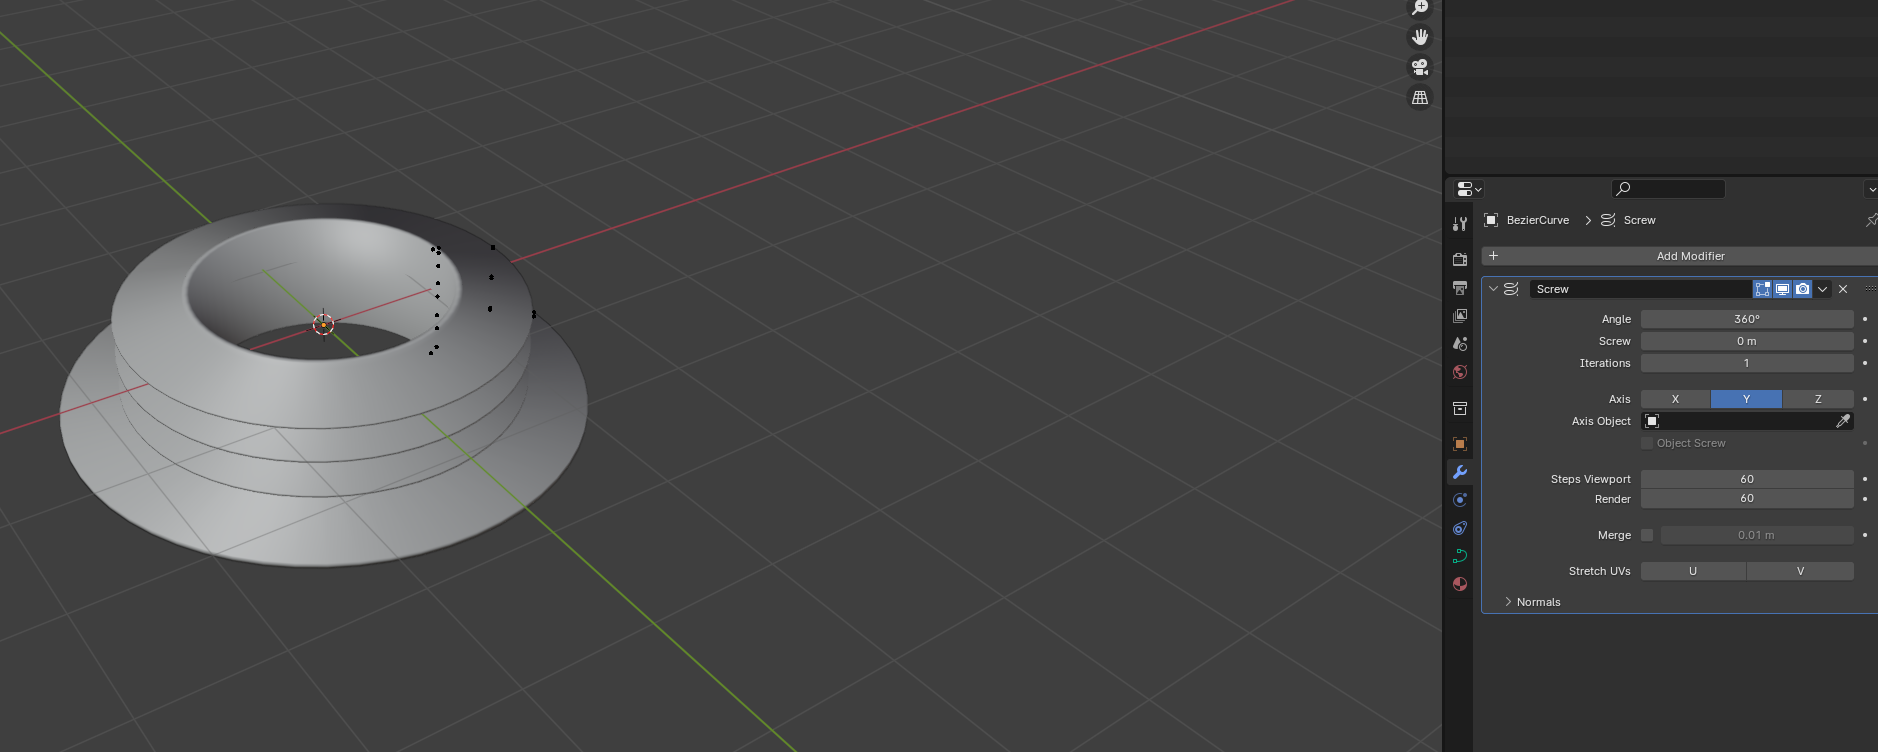 BezierCurve Screw
Add Modifier
Screw
Angle 360°
Screw 0 m
Iterations 1
Axis X Y Z
Axis Object
Object Screw
Steps Viewport 60
Render 60
Merge 0.01 m
Stretch UVs U V
Normals